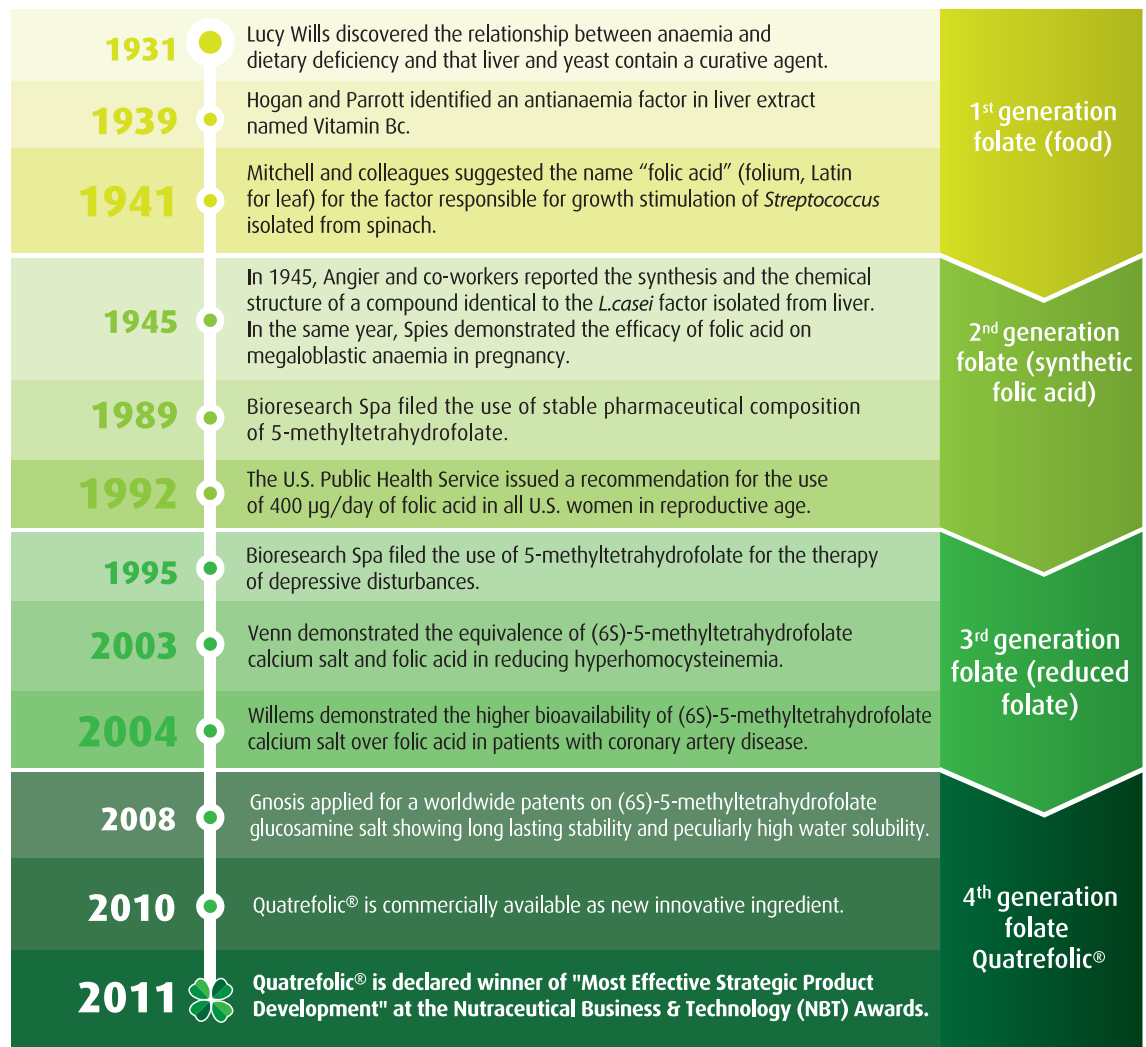 1931
Lucy Wills discovered the relationship between anaemia and
dietary deficiency and that liver and yeast contain a curative agent.
1939
Hogan and Parrott identified an antianaemia factor in liver extract
named Vitamin Bc.
1941
Mitchell and colleagues suggested the name “folic acid” (folium, Latin
for leaf) for the factor responsible for growth stimulation of Streptococcus
isolated from spinach.
1st generation
folate (food)
1945
In 1945, Angier and co-workers reported the synthesis and the chemical
structure of a compound identical to the L.casei factor isolated from liver.
In the same year, Spies demonstrated the efficacy of folic acid on
megaloblastic anaemia in pregnancy.
1989
Bioresearch Spa filed the use of stable pharmaceutical composition
of 5-methyltetrahydrofolate.
1992
The U.S. Public Health Service issued a recommendation for the use
of 400 µg/day of folic acid in all U.S. women in reproductive age.
2nd generation
folate (synthetic
folic acid)
1995
Bioresearch Spa filed the use of 5-methyltetrahydrofolate for the therapy
of depressive disturbances.
2003
Venn demonstrated the equivalence of (6S)-5-methyltetrahydrofolate
calcium salt and folic acid in reducing hyperhomocysteinemia.
2004
Willems demonstrated the higher bioavailability of (6S)-5-methyltetrahydrofolate
calcium salt over folic acid in patients with coronary artery disease.
3rd generation
folate (reduced
folate)
2008
Gnosis applied for a worldwide patents on (6S)-5-methyltetrahydrofolate
glucosamine salt showing long lasting stability and peculiarly high water solubility.
2010
Quatrefolic® is commercially available as new innovative ingredient.
2011
Quatrefolic® is declared winner of "Most Effective Strategic Product
Development" at the Nutraceutical Business & Technology (NBT) Awards.
4th generation
folate
Quatrefolic®